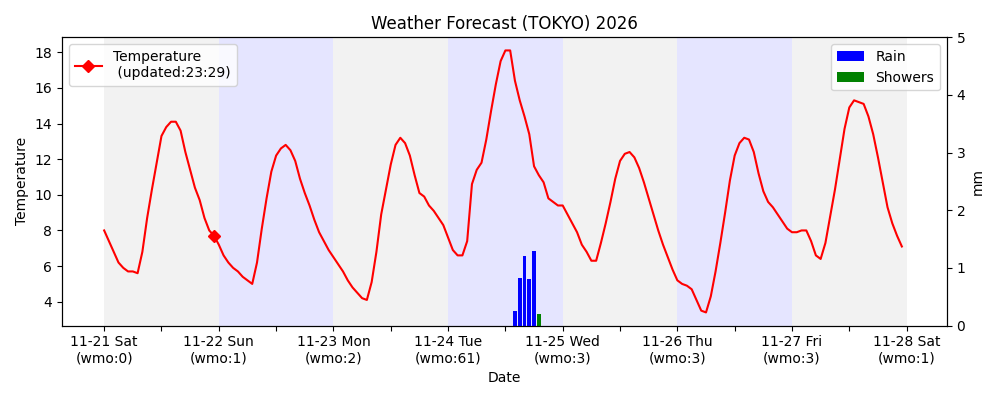 Weather Forecast (TOKYO) 2026
Temperature
(updated:23:29)
Rain
Showers
Temperature
18
16
14
12
10
8
6
4
5
4
3
2
1
0
mm
11-21 Sat
(wmo:0)
11-22 Sun
(wmo:1)
11-23 Mon
(wmo:2)
11-24 Tue
(wmo:61)
11-25 Wed
(wmo:3)
11-26 Thu
(wmo:3)
11-27 Fri
(wmo:3)
11-28 Sat
(wmo:1)
Date